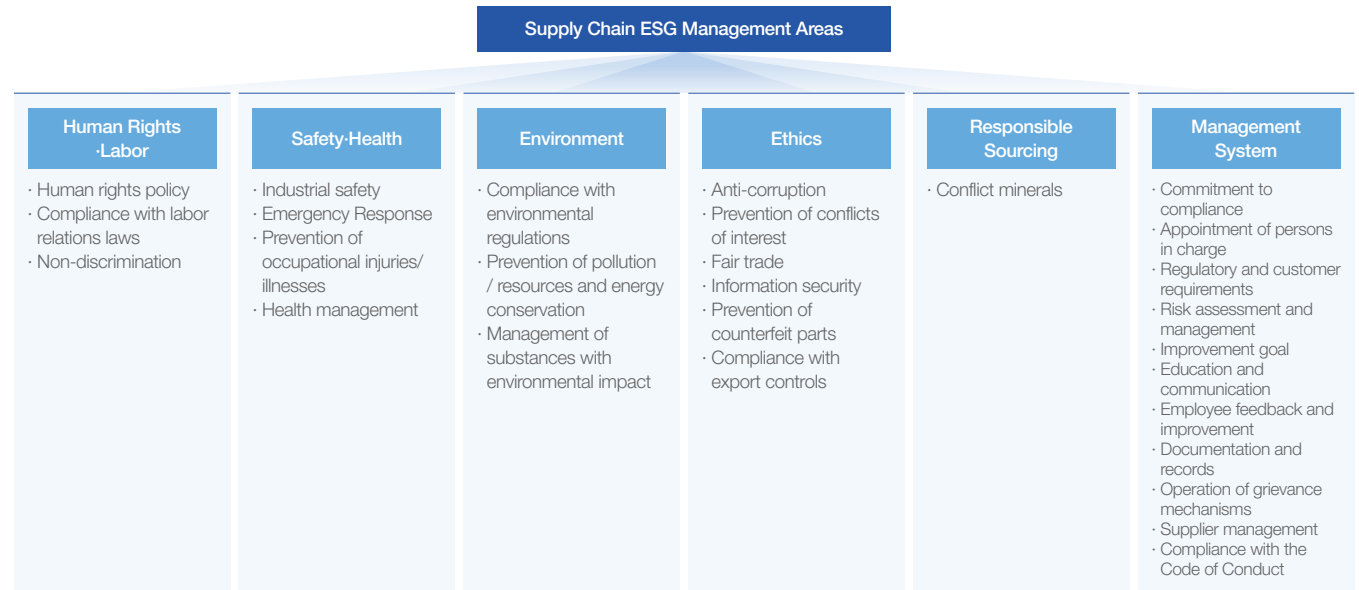 Supply Chain ESG Management Areas
Human Rights
·Labor
· Human rights policy
· Compliance with labor
relations laws
· Non-discrimination
Safety·Health
· Industrial safety
· Emergency Response
· Prevention of
occupational injuries/
illnesses
· Health management
Environment
· Compliance with
environmental
regulations
· Prevention of pollution
/ resources and energy
conservation
· Management of
substances with
environmental impact
Ethics
· Anti-corruption
· Prevention of conflicts
of interest
· Fair trade
· Information security
· Prevention of
counterfeit parts
· Compliance with
export controls
Responsible
Sourcing
· Conflict minerals
Management
System
· Commitment to
compliance
· Appointment of persons
in charge
· Regulatory and customer
requirements
· Risk assessment and
management
· Improvement goal
· Education and
communication
· Employee feedback and
improvement
· Documentation and
records
· Operation of grievance
mechanisms
· Supplier management
· Compliance with the
Code of Conduct